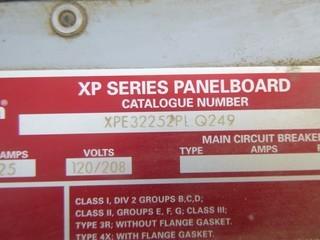 XP SERIES PANELBOARD
CATALOGUE NUMBER
XPE32252PL Q249
MAIN CIRCUIT BREAKER
AMPS VOLTS TYPE AMPS
25 120/208
CLASS I, DIV 2 GROUPS B,C,D;
CLASS II, GROUPS E, F, G; CLASS III;
TYPE 3R; WITHOUT FLANGE GASKET.
TYPE 4X; WITH FLANGE GASKET.